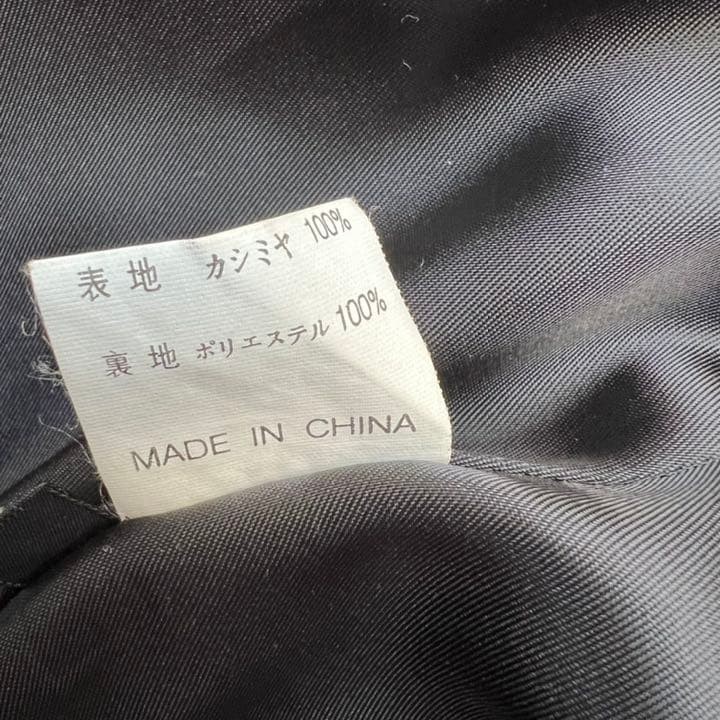 表地 カシミヤ 100%
裏地 ポリエステル 100%
MADE IN CHINA